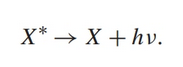 X* → X + hν.